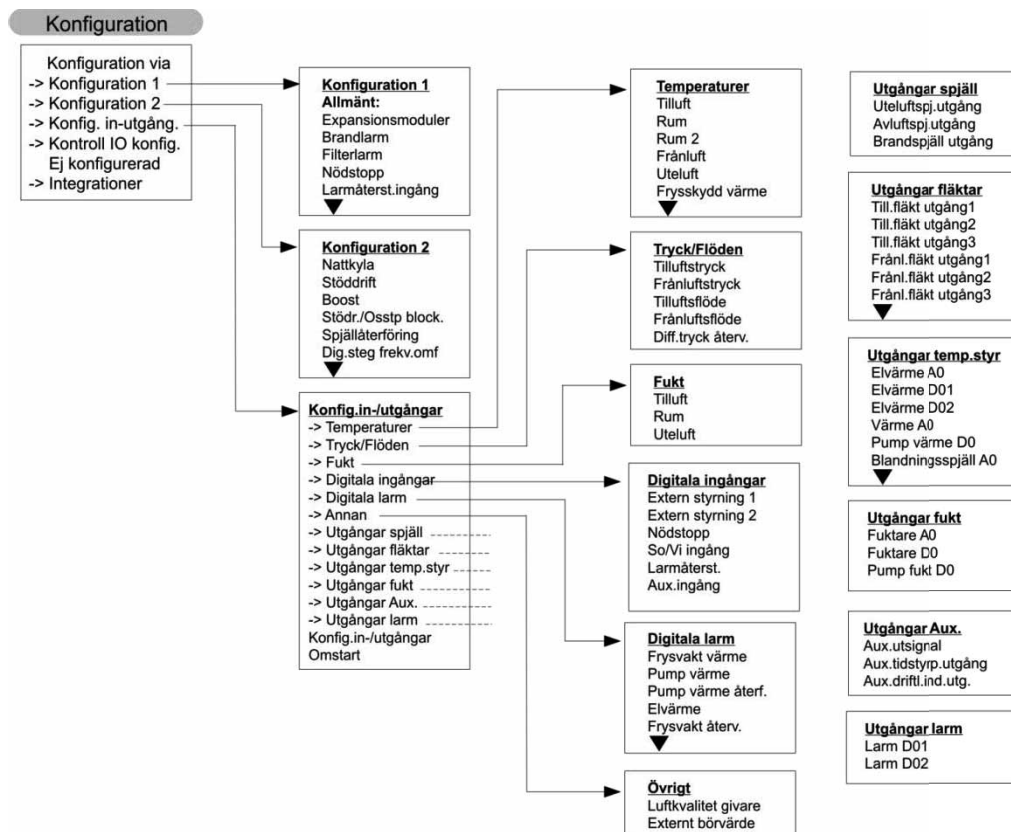 Konfiguration
Konfiguration via
-> Konfiguration 1
-> Konfiguration 2
-> Konfig. in-utgång.
-> Kontroll IO konfig.
Ej konfigurerad
-> Integrationer
Konfiguration 1
Allmänt:
Expansionsmoduler
Brandlarm
Filterlarm
Nödstopp
Larmåterst.ingång
Konfiguration 2
Nattkyla
Stöddrift
Boost
Stödr./Osstp block.
Spjällåterföring
Dig.steg frekv.omf
Konfig.in-/utgångar
-> Temperaturer
-> Tryck/Flöden
-> Fukt
-> Digitala ingångar
-> Digitala larm
-> Annan
-> Utgångar spjäll
-> Utgångar fläktar
-> Utgångar temp.styr
-> Utgångar fukt
-> Utgångar Aux.
-> Utgångar larm
Konfig.in-/utgångar
Omstart
Temperaturer
Tilluft
Rum
Rum 2
Frånluft
Uteluft
Frysskydd värme
Tryck/Flöden
Tilluftstryck
Frånluftstryck
Tilluftsflöde
Frånluftsflöde
Diff.tryck återv.
Fukt
Tilluft
Rum
Uteluft
Digitala ingångar
Extern styrning 1
Extern styrning 2
Nödstopp
So/Vi ingång
Larmåterst.
Aux.ingång
Digitala larm
Frysvakt värme
Pump värme
Pump värme återf.
Elvärme
Frysvakt återv.
Övrigt
Luftkvalitet givare
Externt börvärde
Utgångar spjäll
Uteluftspj.utgång
Avluftspj.utgång
Brandspjäll utgång
Utgångar fläktar
Till.fläkt utgång1
Till.fläkt utgång2
Till.fläkt utgång3
Frånl.fläkt utgång1
Frånl.fläkt utgång2
Frånl.fläkt utgång3
Utgångar temp.styr
Elvärme A0
Elvärme D01
Elvärme D02
Värme A0
Pump värme D0
Blandningsspjäll A0
Utgångar fukt
Fuktare A0
Fuktare D0
Pump fukt D0
Utgångar Aux.
Aux.utsignal
Aux.tidstyrp.utgång
Aux.driftl.ind.utg.
Utgångar larm
Larm D01
Larm D02